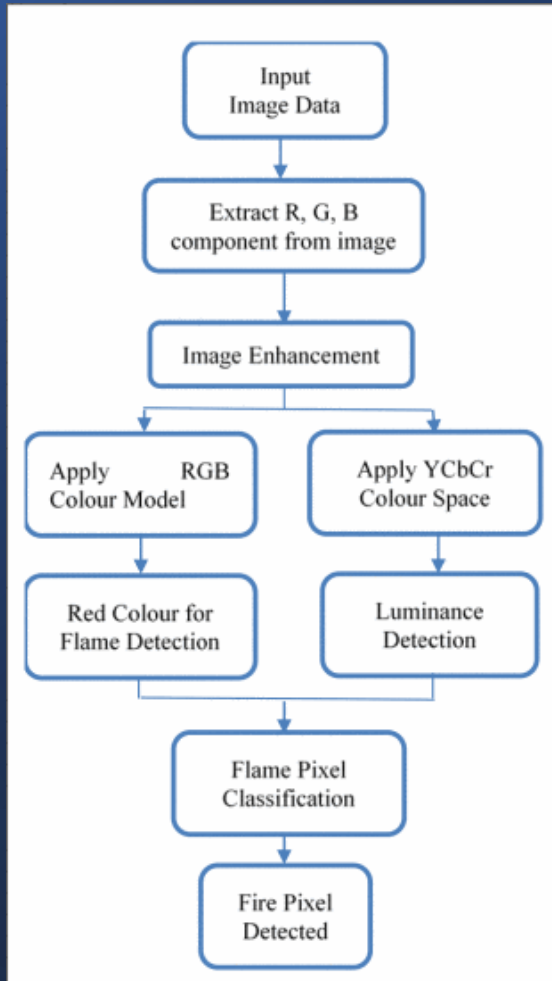 Input
Image Data
Extract R, G, B
component from image
Image Enhancement
Apply RGB
Colour Model
Apply YCbCr
Colour Space
Red Colour for
Flame Detection
Luminance
Detection
Flame Pixel
Classification
Fire Pixel
Detected